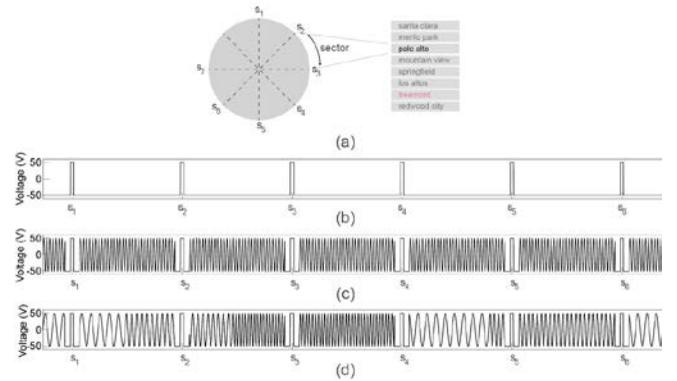 s1
s2
sector
s3
s4
s5
s6
s7
santa clara
menlo park
palo alto
mountain view
springfield
los altos
redwood city
(a)
Voltage (V)
50
0
-50
s1 s2 s3 s4 s5 s6
(b)
Voltage (V)
50
0
-50
s1 s2 s3 s4 s5 s6
(c)
Voltage (V)
50
0
-50
s1 s2 s3 s4 s5 s6
(d)